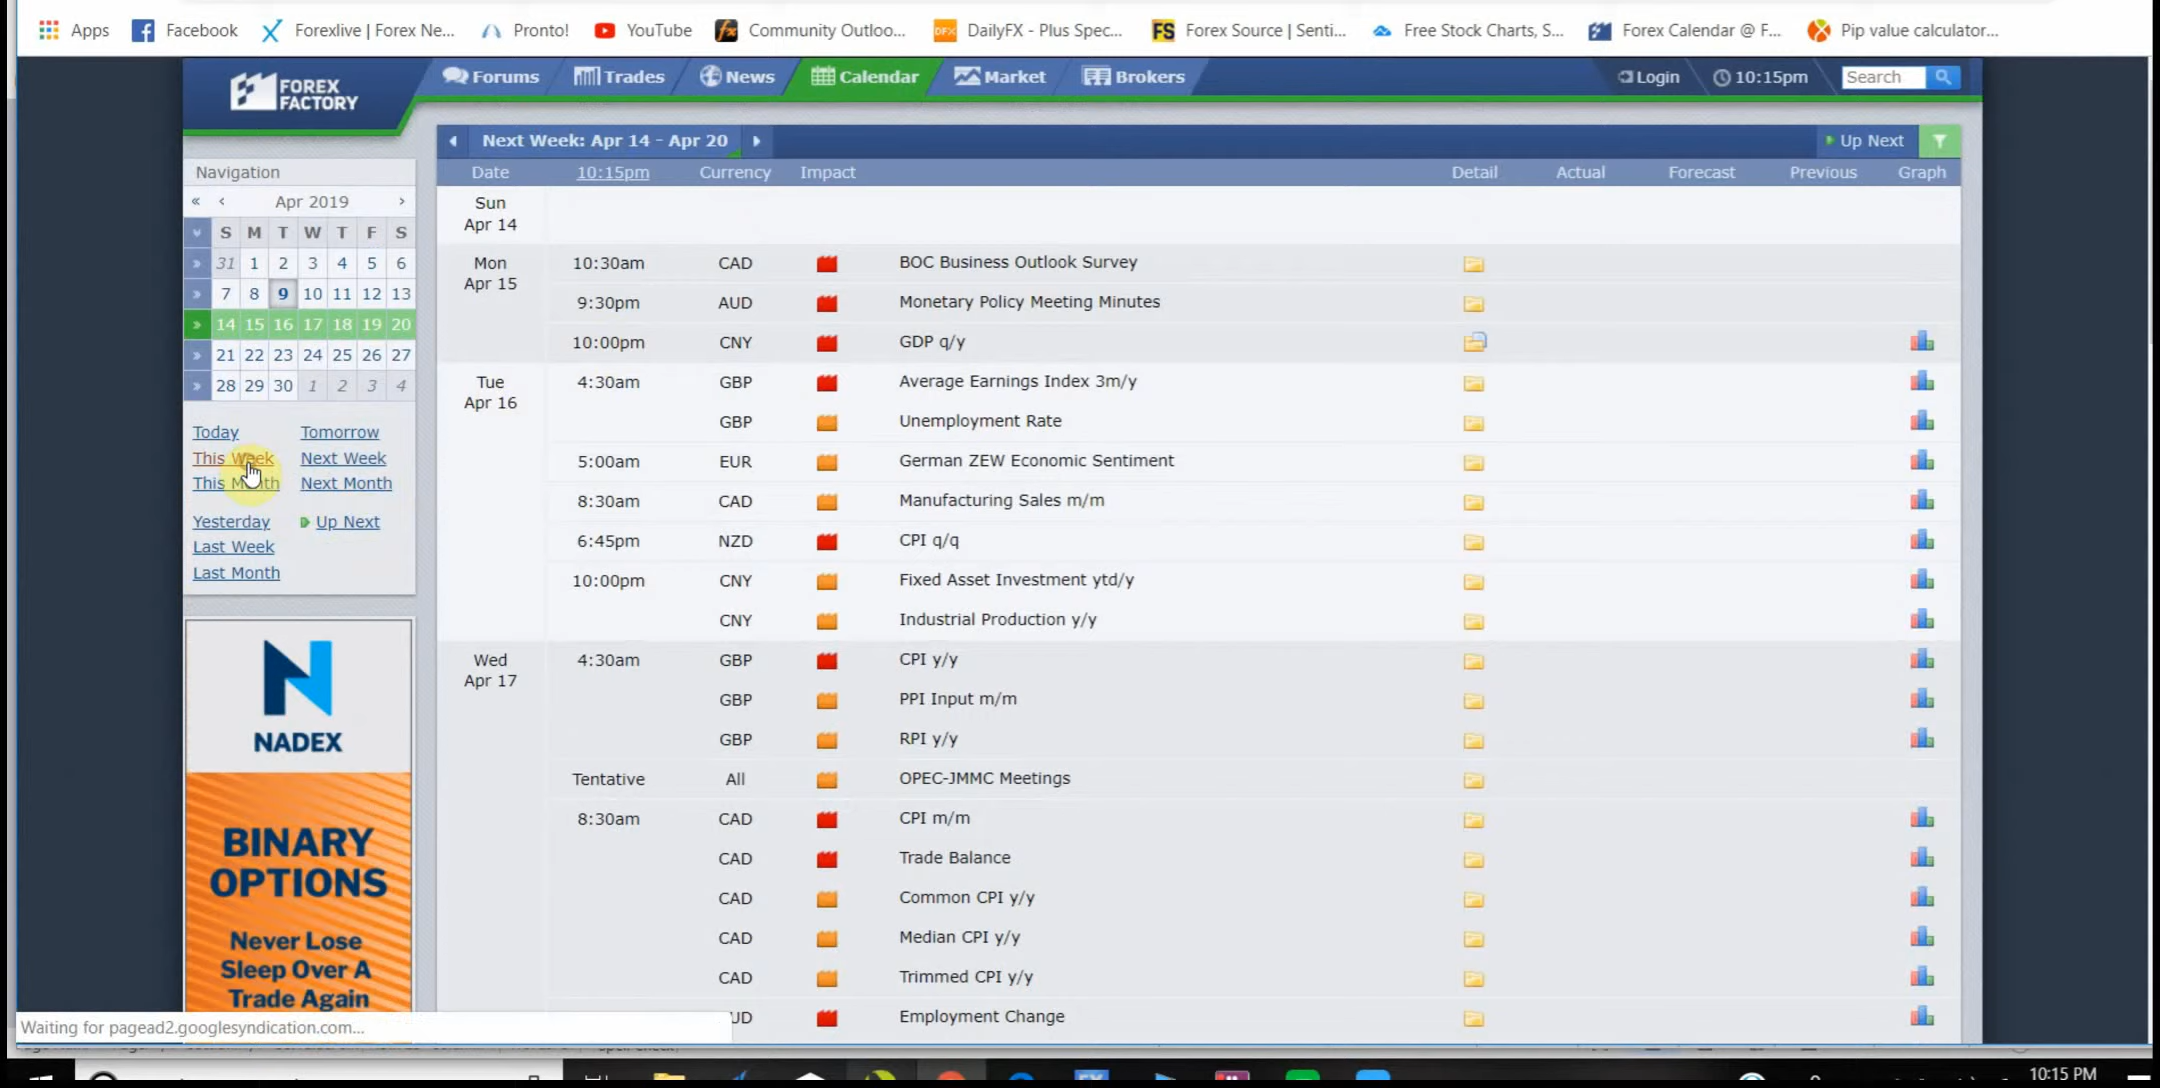 Apps Facebook Forexlive | Forex Ne... Pronto! YouTube Community Outloo... DailyFX - Plus Spec... Forex Source | Senti... Free Stock Charts, S... Forex Calendar @ F... Pip value calculator...
FOREX FACTORY
Forums Trades News Calendar Market Brokers Login 10:15pm Search
Next Week: Apr 14 - Apr 20 Up Next
Navigation
Apr 2019
S M T W T F S
31 1 2 3 4 5 6
7 8 9 10 11 12 13
14 15 16 17 18 19 20
21 22 23 24 25 26 27
28 29 30 1 2 3 4
Today Tomorrow
This Week Next Week
This Month Next Month
Yesterday Up Next
Last Week
Last Month
NADEX
BINARY
OPTIONS
Never Lose
Sleep Over A
Trade Again
Date 10:15pm Currency Impact Detail Actual Forecast Previous Graph
Sun
Apr 14
Mon
Apr 15
10:30am CAD BOC Business Outlook Survey
9:30pm AUD Monetary Policy Meeting Minutes
10:00pm CNY GDP q/y
Tue
Apr 16
4:30am GBP Average Earnings Index 3m/y
GBP Unemployment Rate
5:00am EUR German ZEW Economic Sentiment
8:30am CAD Manufacturing Sales m/m
6:45pm NZD CPI q/q
10:00pm CNY Fixed Asset Investment ytd/y
CNY Industrial Production y/y
Wed
Apr 17
4:30am GBP CPI y/y
GBP PPI Input m/m
GBP RPI y/y
Tentative All OPEC-JMMC Meetings
8:30am CAD CPI m/m
CAD Trade Balance
CAD Common CPI y/y
CAD Median CPI y/y
CAD Trimmed CPI y/y
Employment Change
Waiting for pagead2.googlesyndication.com...
10:15 PM